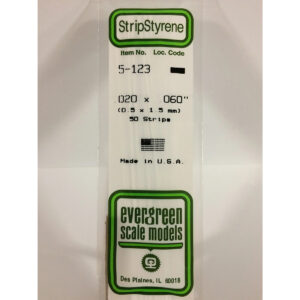 StripStyrene
Item No. Loc. Code
5-123
.020 x .060"
(0.5 x 1.5 mm)
50 Strips
Made in U.S.A.
evergreen
scale models
Des Plaines, IL 60018